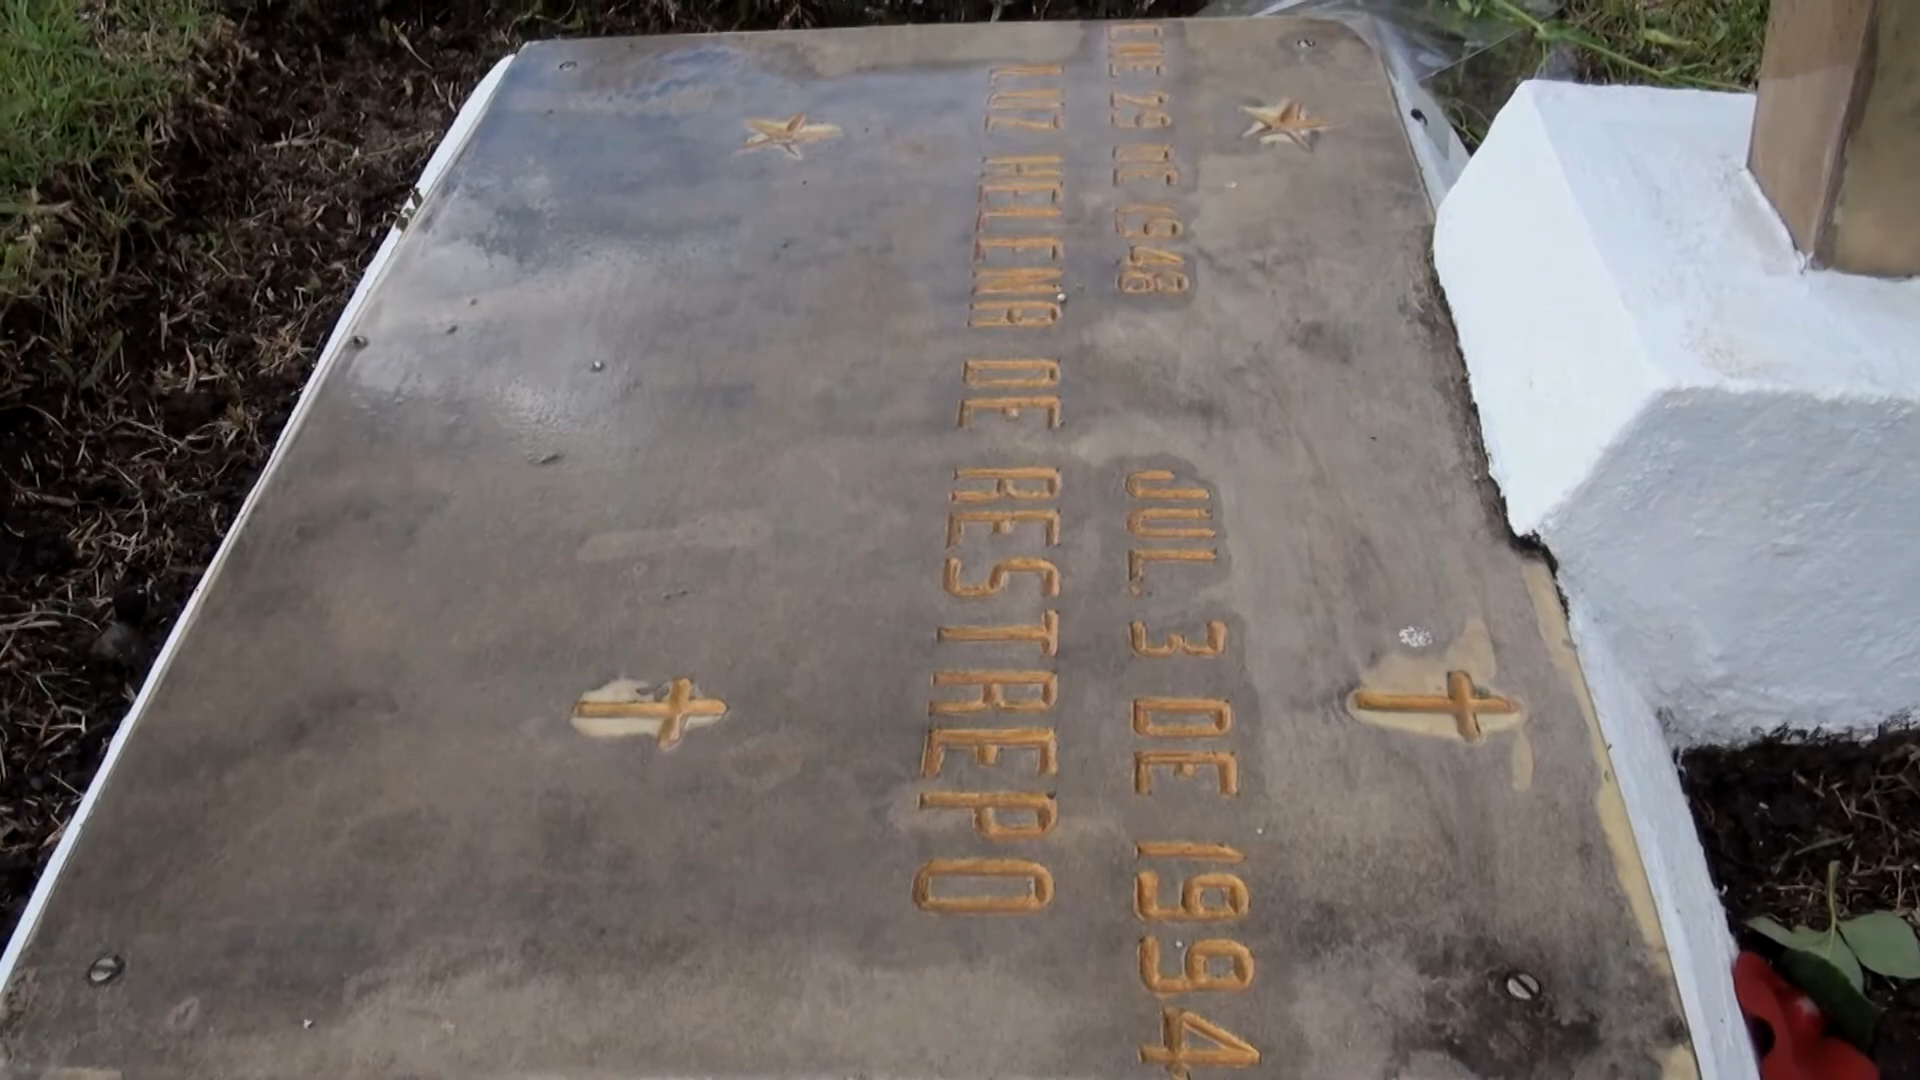 ENE 29 DE 1948 JUL. 3 DE 1994
LUZ HELENA DE RESTREPO